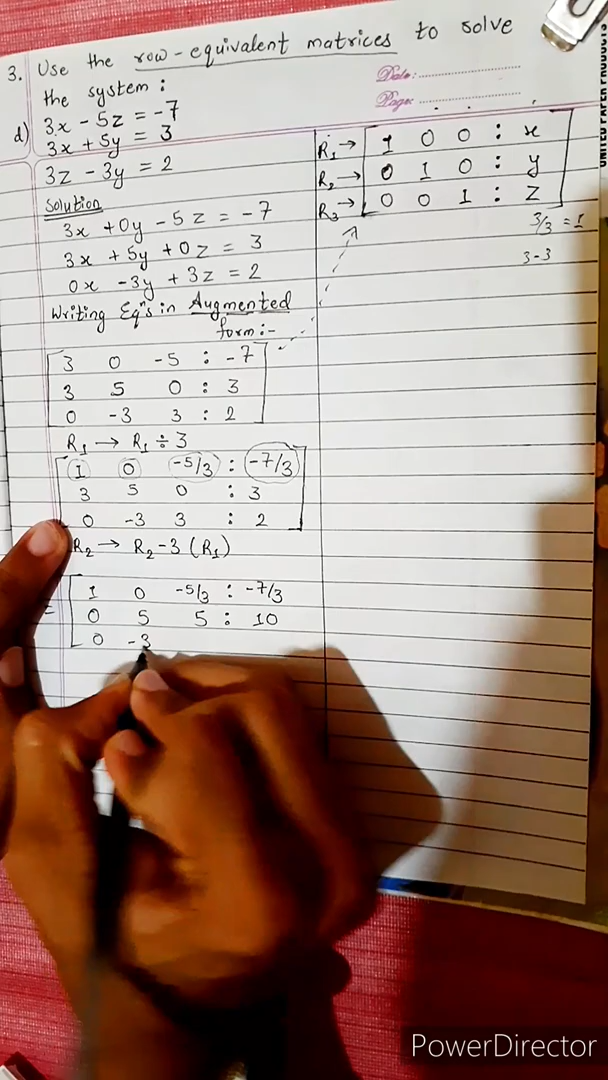 3. Use the row-equivalent matrices to solve
the system:
Date:
Page:
d) 3x - 5z = -7
3x + 5y = 3
3z - 3y = 2
Solution
3x + 0y - 5z = -7
3x + 5y + 0z = 3
0x - 3y + 3z = 2
Writing Eqⁿs in Augmented
form:-
3 0 -5 : -7
3 5 0 : 3
0 -3 3 : 2
R₁ → R₁ ÷ 3
1 0 -5/3 : -7/3
3 5 0 : 3
0 -3 3 : 2
R₂ → R₂ - 3 (R₁)
= 1 0 -5/3 : -7/3
0 5 5 : 10
0 -3
R₁ → 1 0 0 : x
R₂ → 0 1 0 : y
R₃ → 0 0 1 : z
3/3 = 1
3-3
UNITED PAPER PRODUCTS
PowerDirector